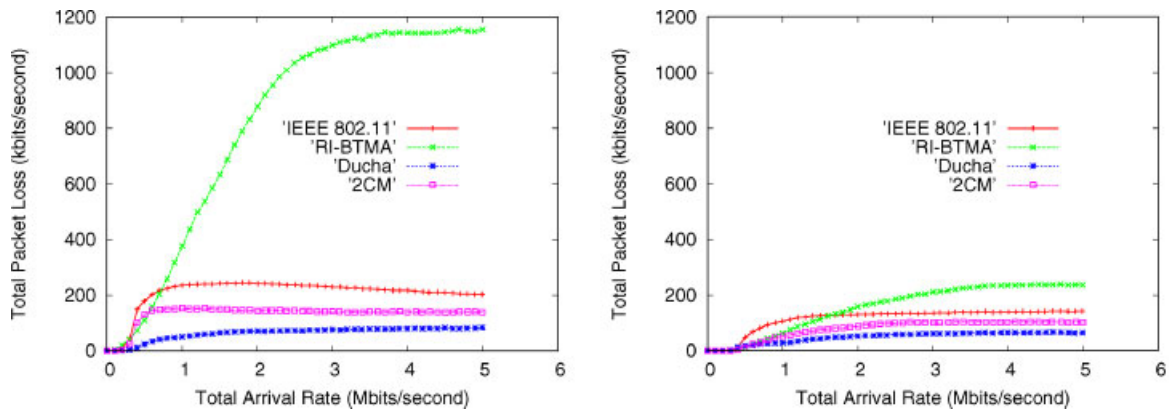 Total Packet Loss (kbits/second)
1200
1000
800
600
400
200
0
'IEEE 802.11'
'RI-BTMA'
'Ducha'
'2CM'
0 1 2 3 4 5 6
Total Arrival Rate (Mbits/second)
Total Packet Loss (kbits/second)
1200
1000
800
600
400
200
0
'IEEE 802.11'
'RI-BTMA'
'Ducha'
'2CM'
0 1 2 3 4 5 6
Total Arrival Rate (Mbits/second)